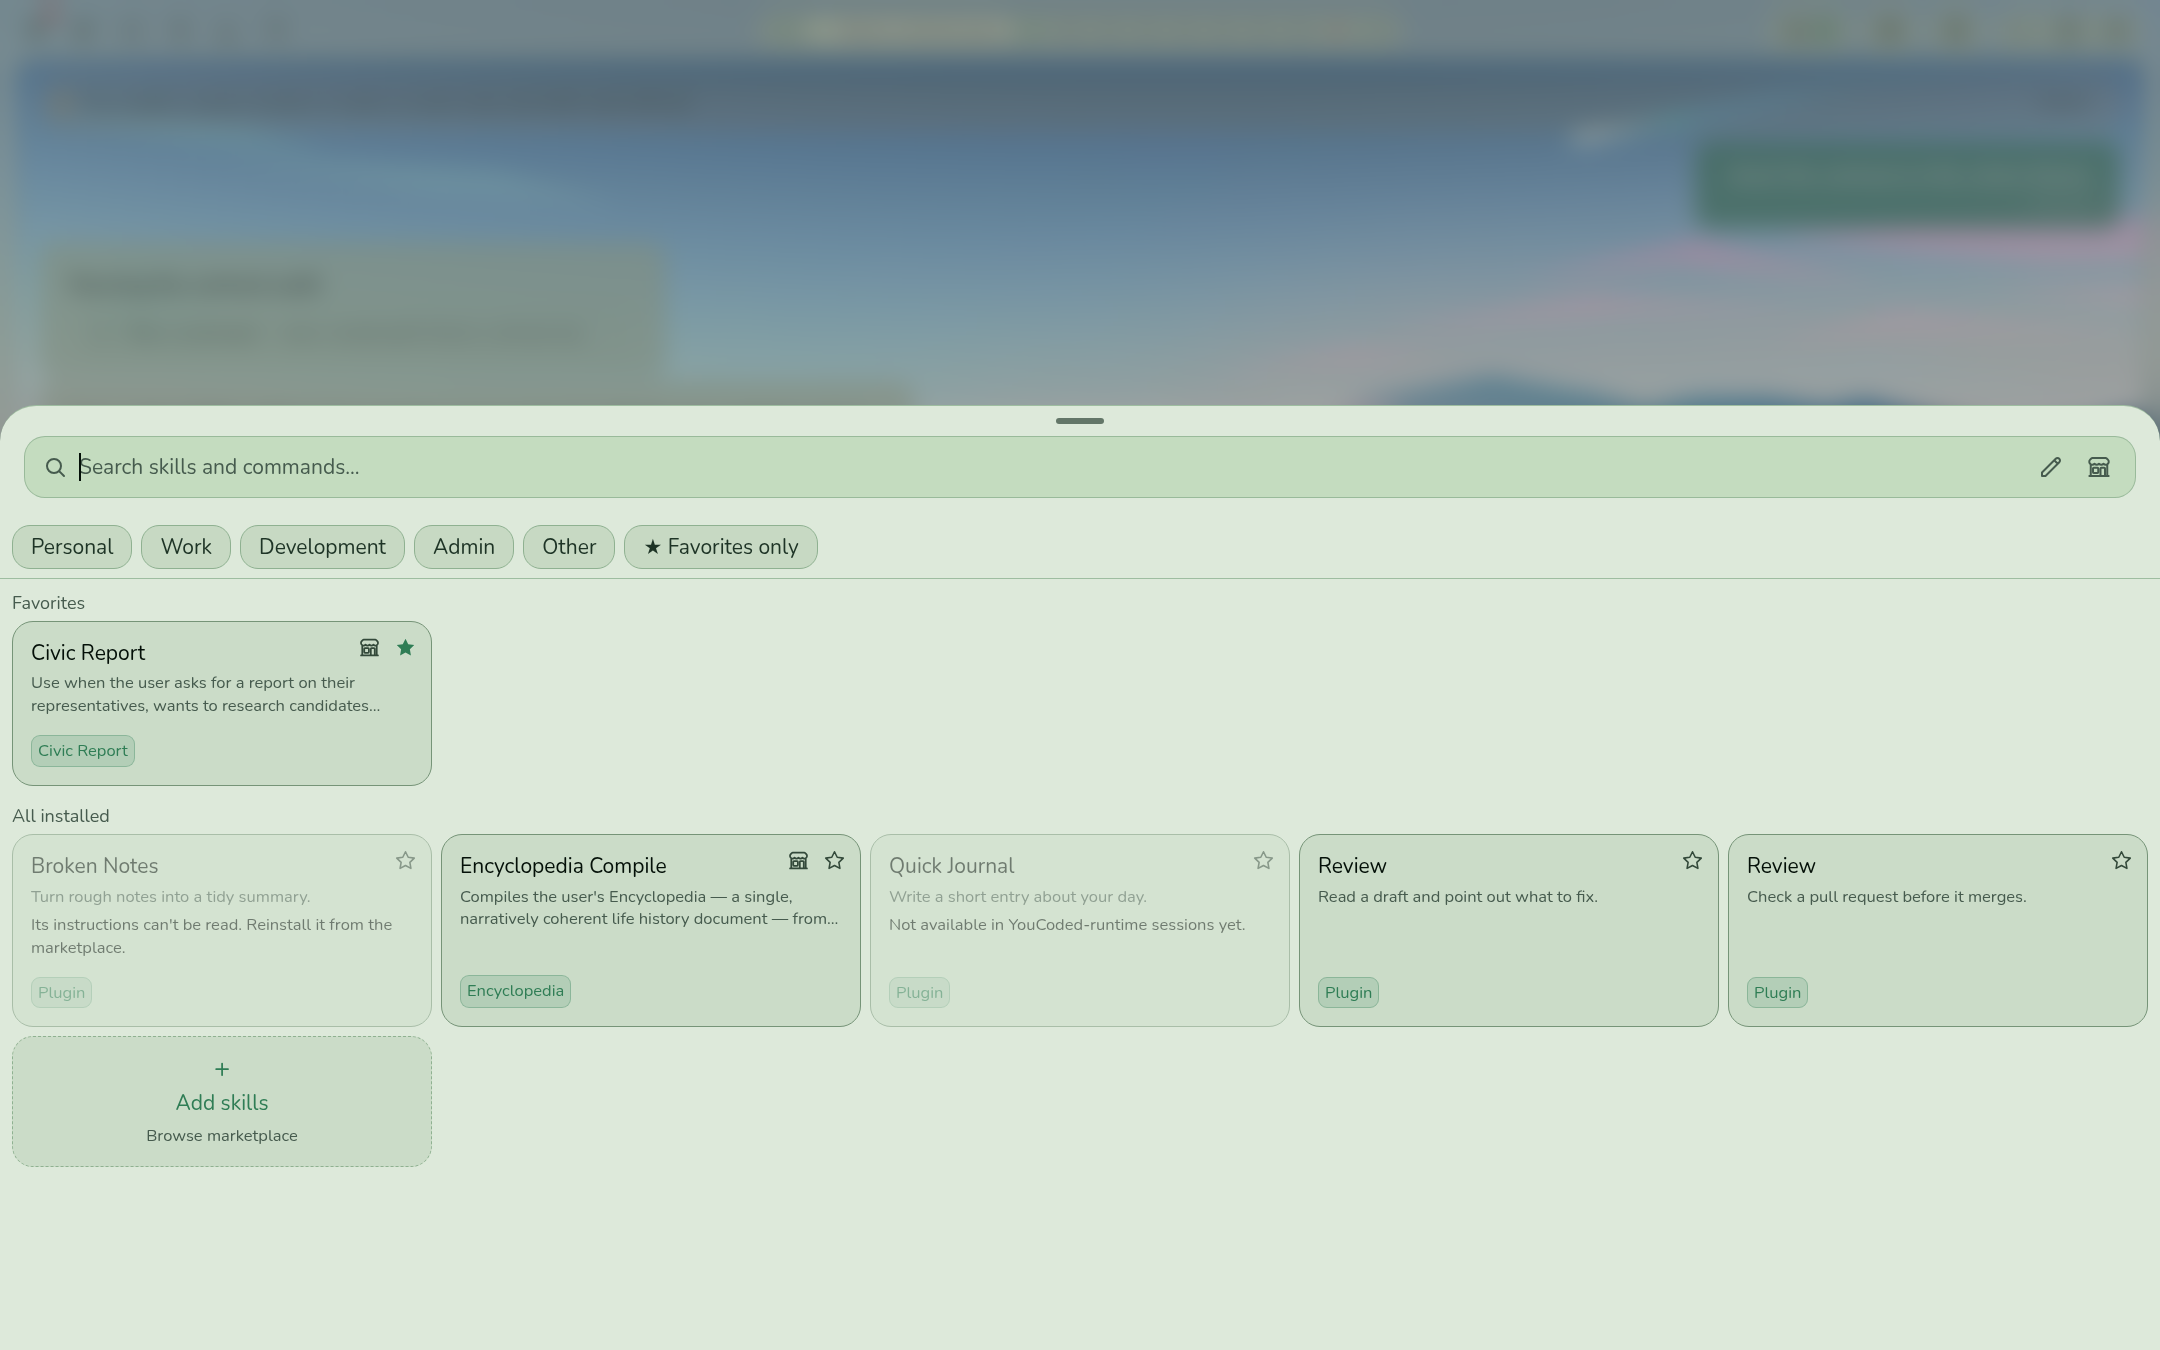 Search skills and commands...
Personal
Work
Development
Admin
Other
★ Favorites only
Favorites
Civic Report
Use when the user asks for a report on their
representatives, wants to research candidates...
Civic Report
All installed
Broken Notes
Turn rough notes into a tidy summary.
Its instructions can't be read. Reinstall it from the
marketplace.
Plugin
Encyclopedia Compile
Compiles the user's Encyclopedia — a single,
narratively coherent life history document — from...
Encyclopedia
Quick Journal
Write a short entry about your day.
Not available in YouCoded-runtime sessions yet.
Plugin
Review
Read a draft and point out what to fix.
Plugin
Review
Check a pull request before it merges.
Plugin
+
Add skills
Browse marketplace